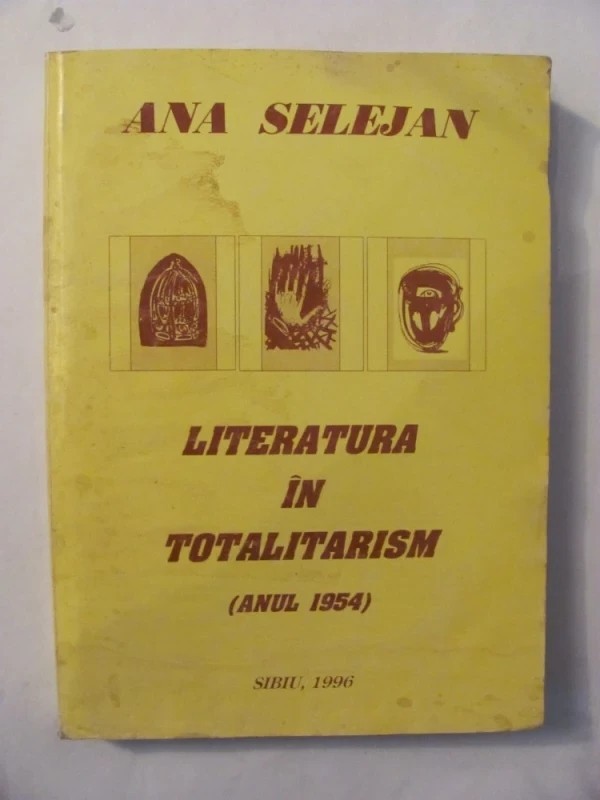 ANA SELEJAN
LITERATURA
ÎN
TOTALITARISM
(ANUL 1954)
SIBIU, 1996